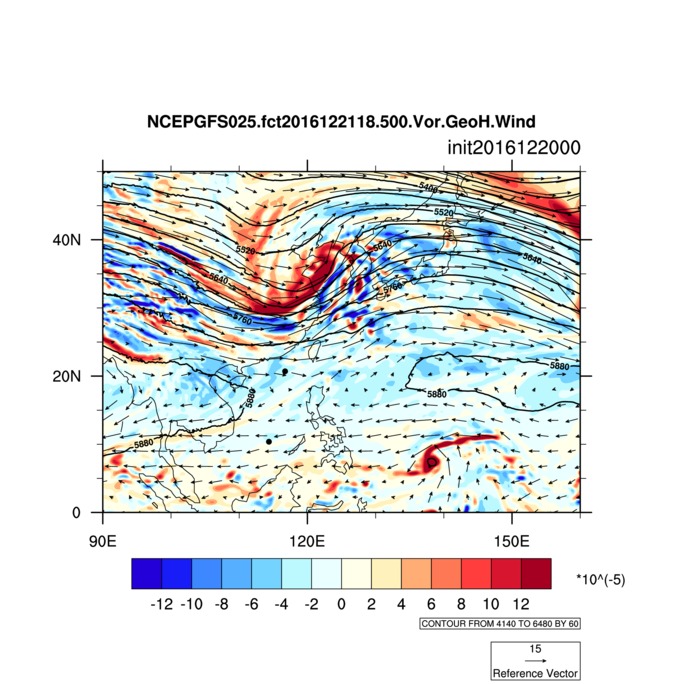 NCEPGFS025.fct2016122118.500.Vor.GeoH.Wind
init2016122000
5400
5520
5640
5520
5640
5640
5760
5760
5880
5880
5880
5880
40N
20N
0
90E 120E 150E
-12 -10 -8 -6 -4 -2 0 2 4 6 8 10 12
*10^(-5)
CONTOUR FROM 4140 TO 6480 BY 60
15
Reference Vector